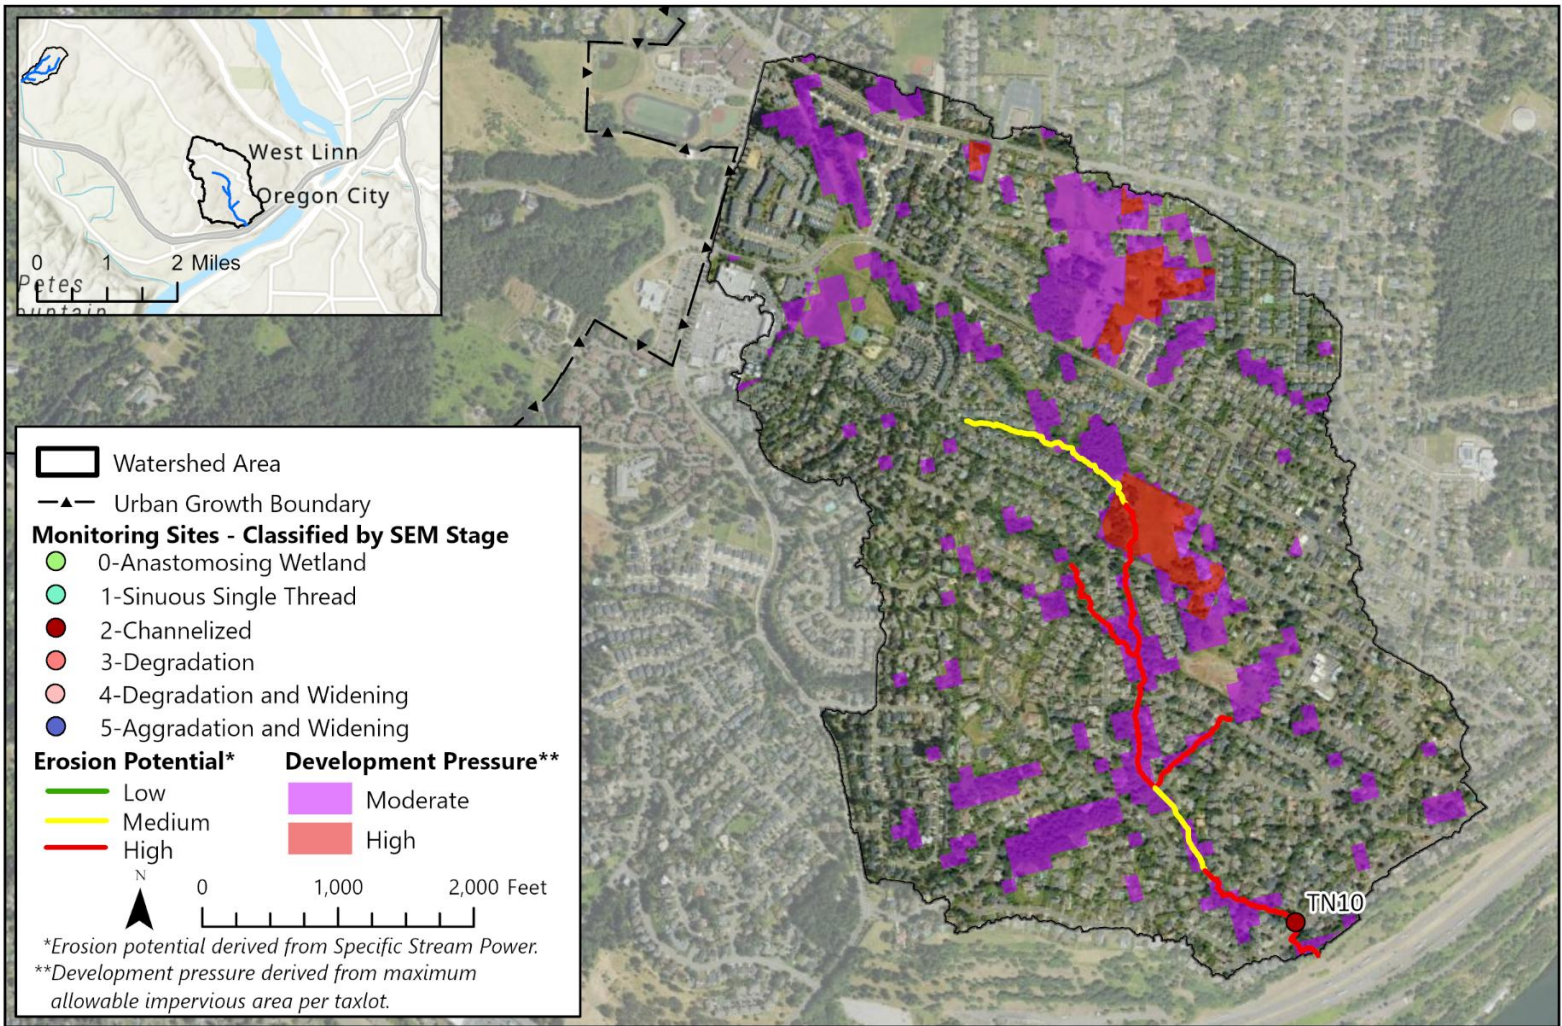 West Linn
Oregon City
0 1 2 Miles
Petes
ountain
Watershed Area
Urban Growth Boundary
Monitoring Sites - Classified by SEM Stage
0-Anastomosing Wetland
1-Sinuous Single Thread
2-Channelized
3-Degradation
4-Degradation and Widening
5-Aggradation and Widening
Erosion Potential*
Low
Medium
High
Development Pressure**
Moderate
High
N
0 1,000 2,000 Feet
*Erosion potential derived from Specific Stream Power.
**Development pressure derived from maximum
allowable impervious area per taxlot.
TN10